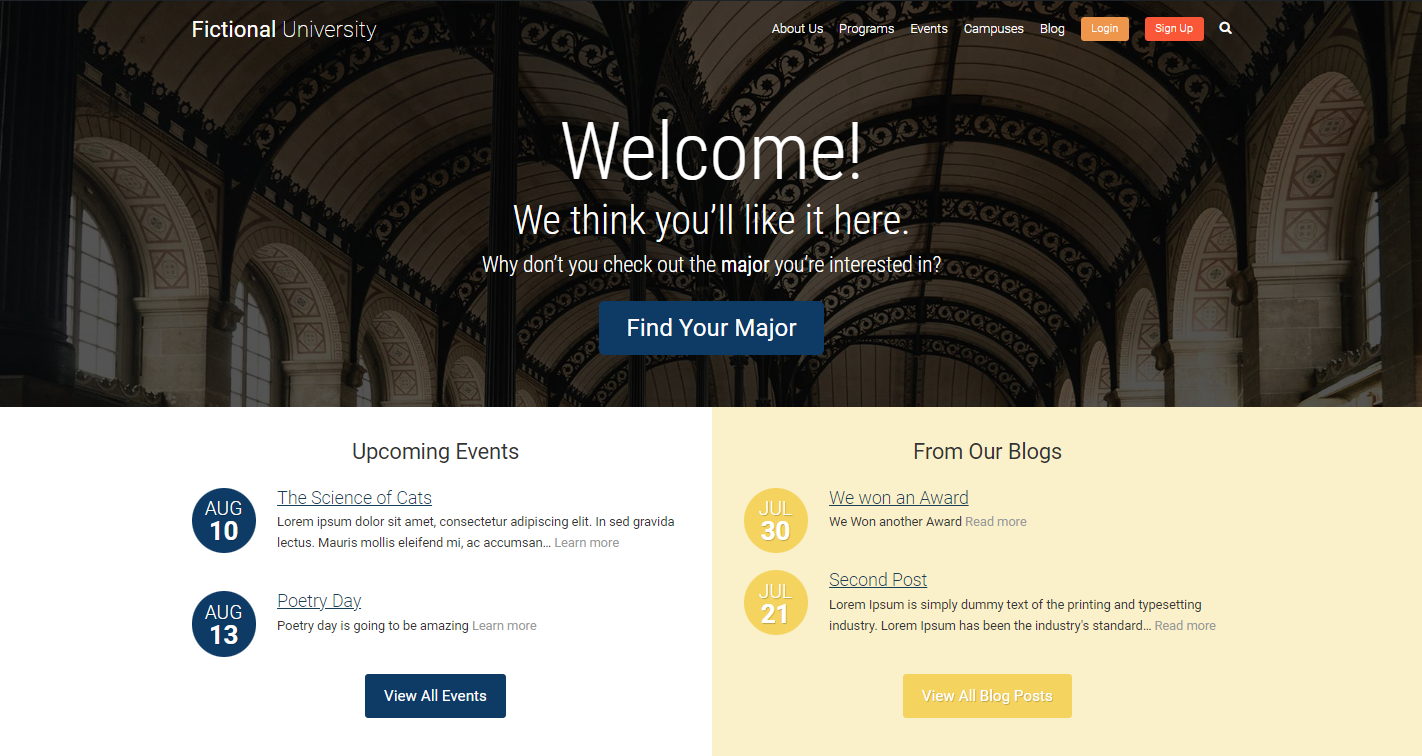 Fictional University
About Us Programs Events Campuses Blog Login Sign Up
Welcome!
We think you’ll like it here.
Why don’t you check out the major you’re interested in?
Find Your Major
Upcoming Events
AUG
10
The Science of Cats
Lorem ipsum dolor sit amet, consectetur adipiscing elit. In sed gravida
lectus. Mauris mollis eleifend mi, ac accumsan… Learn more
AUG
13
Poetry Day
Poetry day is going to be amazing Learn more
View All Events
From Our Blogs
JUL
30
We won an Award
We Won another Award Read more
JUL
21
Second Post
Lorem Ipsum is simply dummy text of the printing and typesetting
industry. Lorem Ipsum has been the industry's standard… Read more
View All Blog Posts